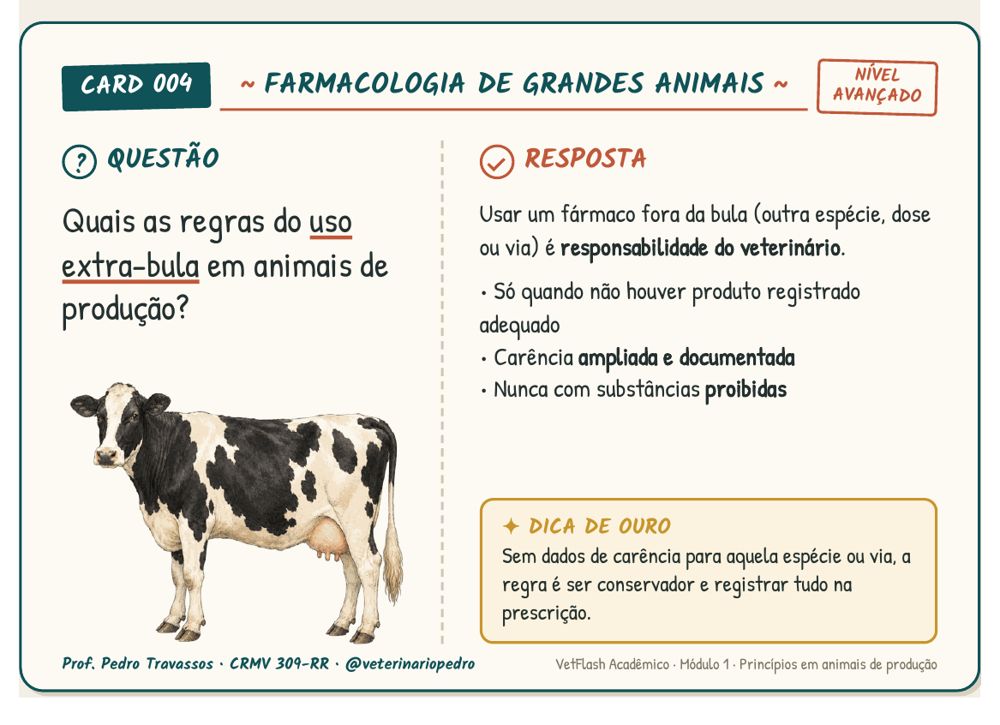 CARD 004
~ FARMACOLOGIA DE GRANDES ANIMAIS ~
NÍVEL
AVANÇADO
? QUESTÃO
Quais as regras do uso
extra-bula em animais de
produção?
RESPOSTA
Usar um fármaco fora da bula (outra espécie, dose
ou via) é responsabilidade do veterinário.
• Só quando não houver produto registrado
adequado
• Carência ampliada e documentada
• Nunca com substâncias proibidas
✦ DICA DE OURO
Sem dados de carência para aquela espécie ou via, a
regra é ser conservador e registrar tudo na
prescrição.
Prof. Pedro Travassos · CRMV 309-RR · @veterinariopedro
VetFlash Acadêmico · Módulo 1 · Princípios em animais de produção